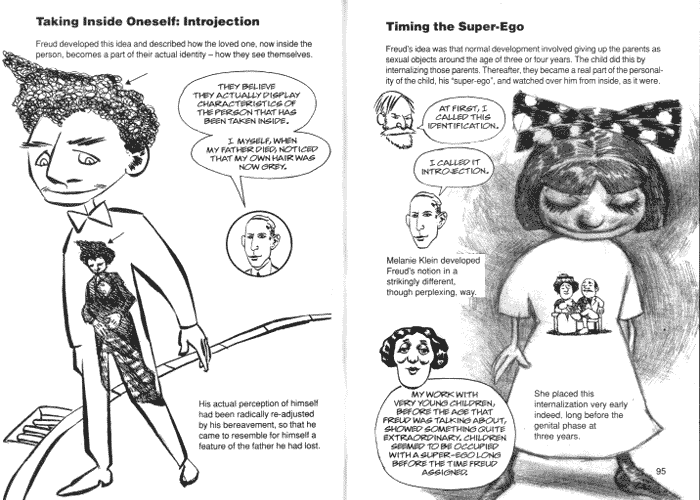 Taking Inside Oneself: Introjection
Freud developed this idea and described how the loved one, now inside the
person, becomes a part of their actual identity – how they see themselves.
THEY BELIEVE
THEY ACTUALLY DISPLAY
CHARACTERISTICS OF
THE PERSON THAT HAS
BEEN TAKEN INSIDE.
I MYSELF, WHEN
MY FATHER DIED, NOTICED
THAT MY OWN HAIR WAS
NOW GREY.
His actual perception of himself
had been radically re-adjusted
by his bereavement, so that he
came to resemble for himself a
feature of the father he had lost.
Timing the Super-Ego
Freud's idea was that normal development involved giving up the parents as
sexual objects around the age of three or four years. The child did this by
internalizing those parents. Thereafter, they became a real part of the personal-
ity of the child, his "super-ego", and watched over him from inside, as it were.
AT FIRST, I
CALLED THIS
IDENTIFICATION.
I CALLED IT
INTROJECTION.
Melanie Klein developed
Freud's notion in a
strikingly different,
though perplexing, way.
MY WORK WITH
VERY YOUNG CHILDREN,
BEFORE THE AGE THAT
FREUD WAS TALKING ABOUT,
SHOWED SOMETHING QUITE
EXTRAORDINARY. CHILDREN
SEEMED TO BE OCCUPIED
WITH A SUPER-EGO LONG
BEFORE THE TIME FREUD
ASSIGNED.
She placed this
internalization very early
indeed, long before the
genital phase at
three years.
95